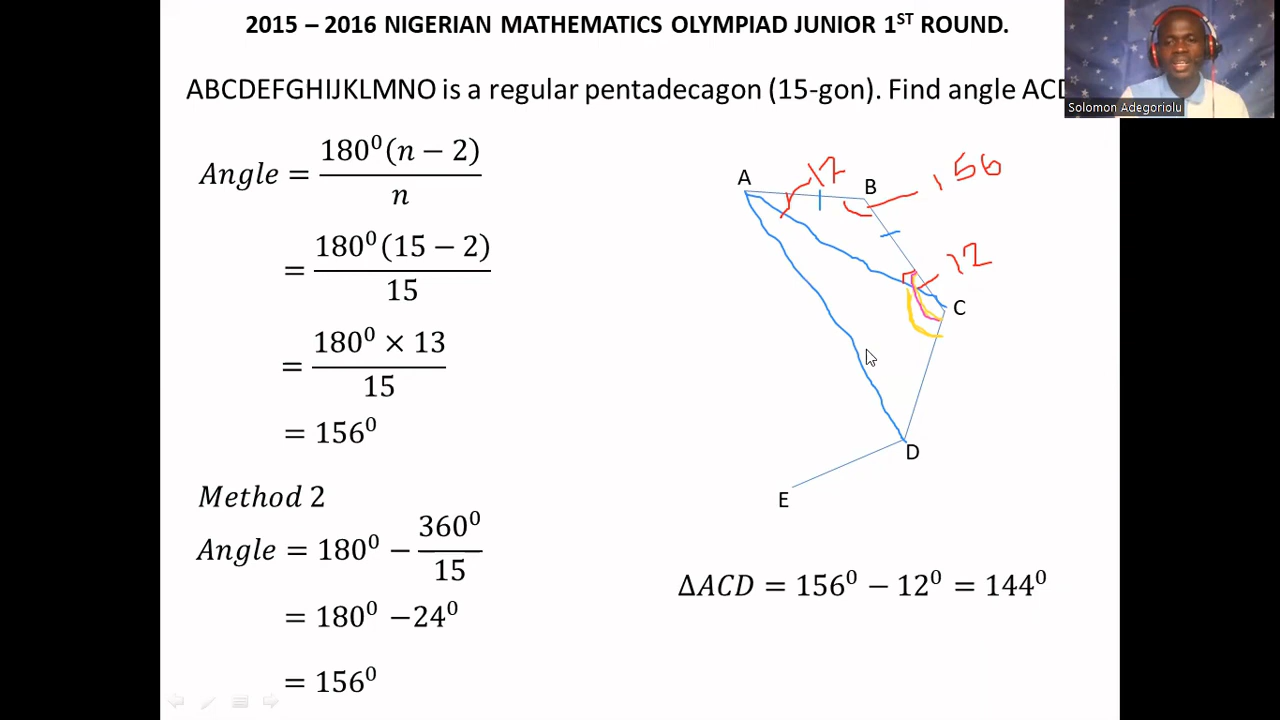 2015 – 2016 NIGERIAN MATHEMATICS OLYMPIAD JUNIOR 1ST ROUND.
ABCDEFGHIJKLMNO is a regular pentadecagon (15-gon). Find angle ACD
Solomon Adegoriolu
Angle = 180⁰(n − 2)
n
= 180⁰(15 − 2)
15
= 180⁰ × 13
15
= 156⁰
Method 2
Angle = 180⁰ − 360⁰
15
= 180⁰ −24⁰
= 156⁰
A
12
B
156
12
C
D
E
ΔACD = 156⁰ − 12⁰ = 144⁰